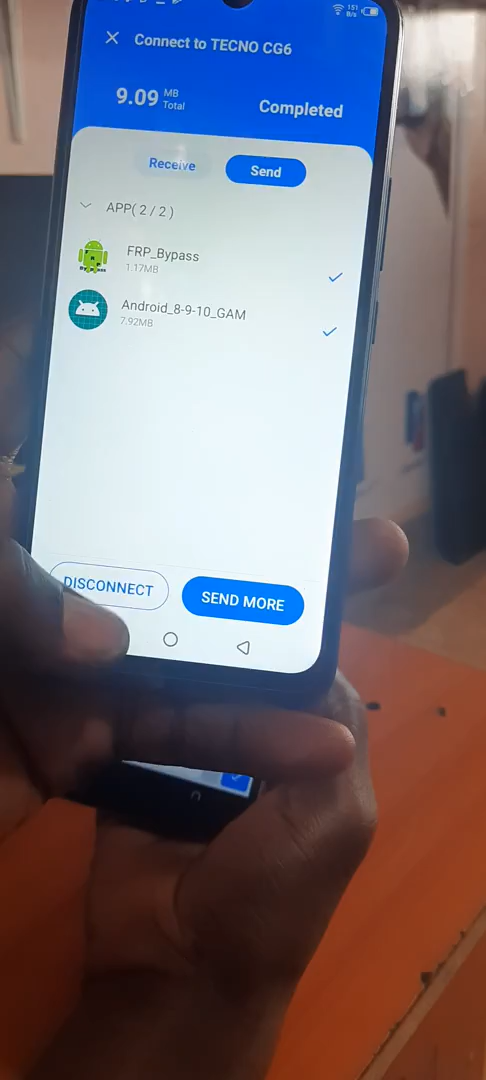 151
B/s
Connect to TECNO CG6
9.09 MB
Total
Completed
Receive
Send
APP( 2 / 2 )
FRP_Bypass
1.17MB
Android_8-9-10_GAM
7.92MB
DISCONNECT
SEND MORE